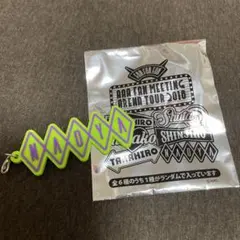 AAA FAN MEETING
ARENA TOUR 2018
SHINJIRO
TAKAHIRO
NAOYA
全6種のうち1種がランダムで入っています